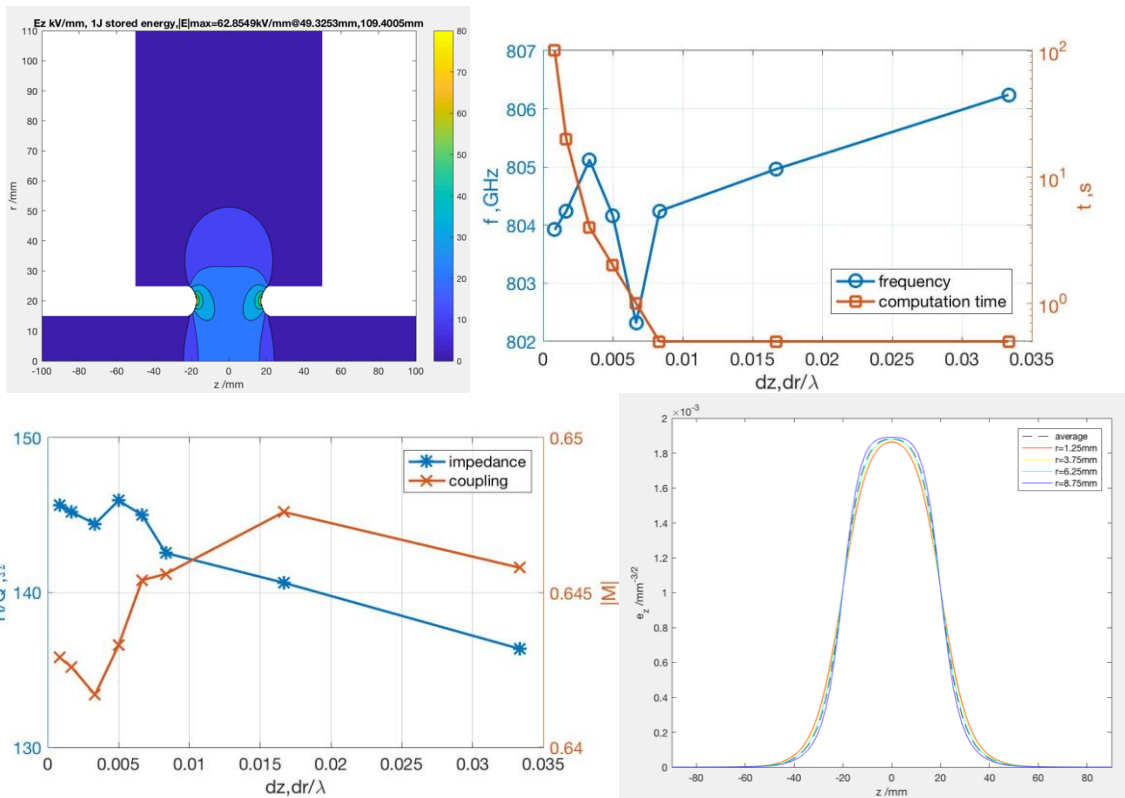 Ez kV/mm, 1J stored energy,|E|max=62.8549kV/mm@49.3253mm,109.4005mm
110
100
90
80
70
60
50
40
30
20
10
0
r /mm
-100 -80 -60 -40 -20 0 20 40 60 80 100
z /mm
80
70
60
50
40
30
20
10
0
807
806
805
804
803
802
f ,GHz
0 0.005 0.01 0.015 0.02 0.025 0.03 0.035
dz,dr/λ
10^2
10^1
10^0
t ,s
frequency
computation time
150
140
130
0 0.005 0.01 0.015 0.02 0.025 0.03 0.035
dz,dr/λ
0.65
0.645
0.64
|M|
impedance
coupling
×10^-3
2
1.8
1.6
1.4
1.2
1
0.8
0.6
0.4
0.2
0
e_z /mm^-3/2
-80 -60 -40 -20 0 20 40 60 80
z /mm
average
r=1.25mm
r=3.75mm
r=6.25mm
r=8.75mm